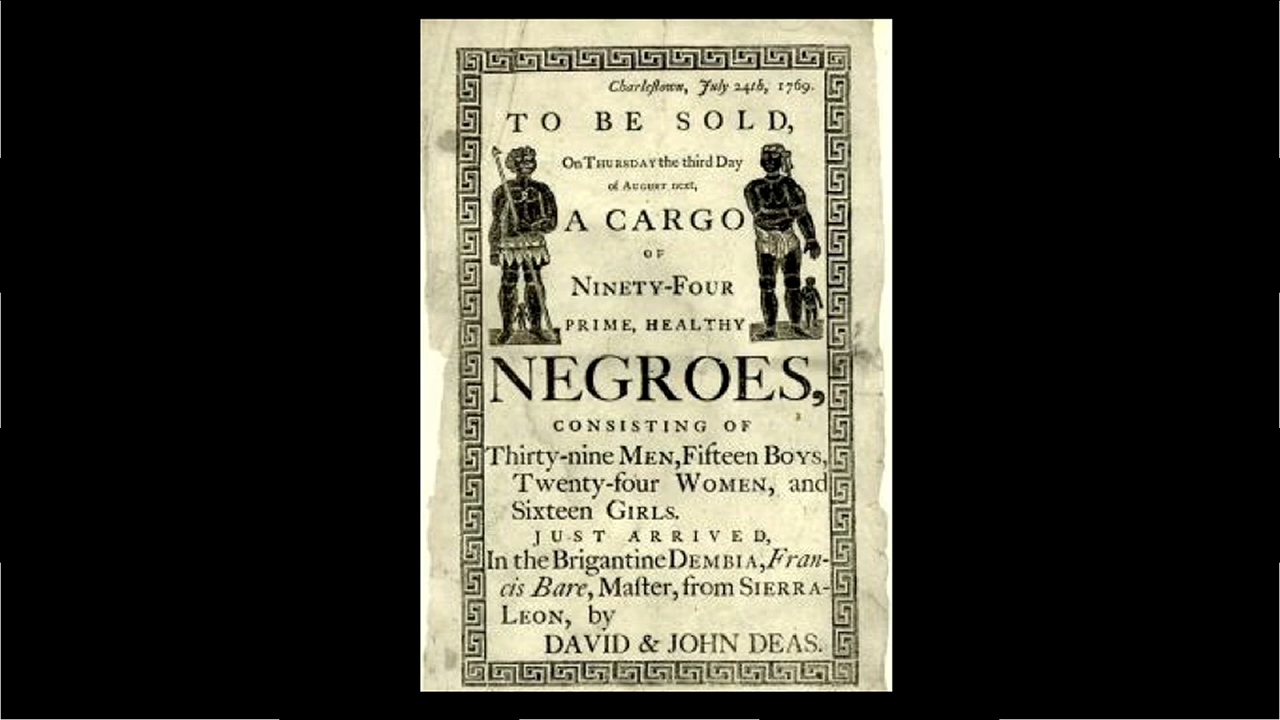 Charleſtown, July 24th, 1769.
TO BE SOLD,
On THURSDAY the third Day
of AUGUST next,
A CARGO
OF
NINETY-FOUR
PRIME, HEALTHY
NEGROES,
CONSISTING OF
Thirty-nine MEN, Fifteen BOYS,
Twenty-four WOMEN, and
Sixteen GIRLS.
JUST ARRIVED,
In the Brigantine DEMBIA, Fran-
cis Bare, Maſter, from SIERRA-
LEON, by
DAVID & JOHN DEAS.